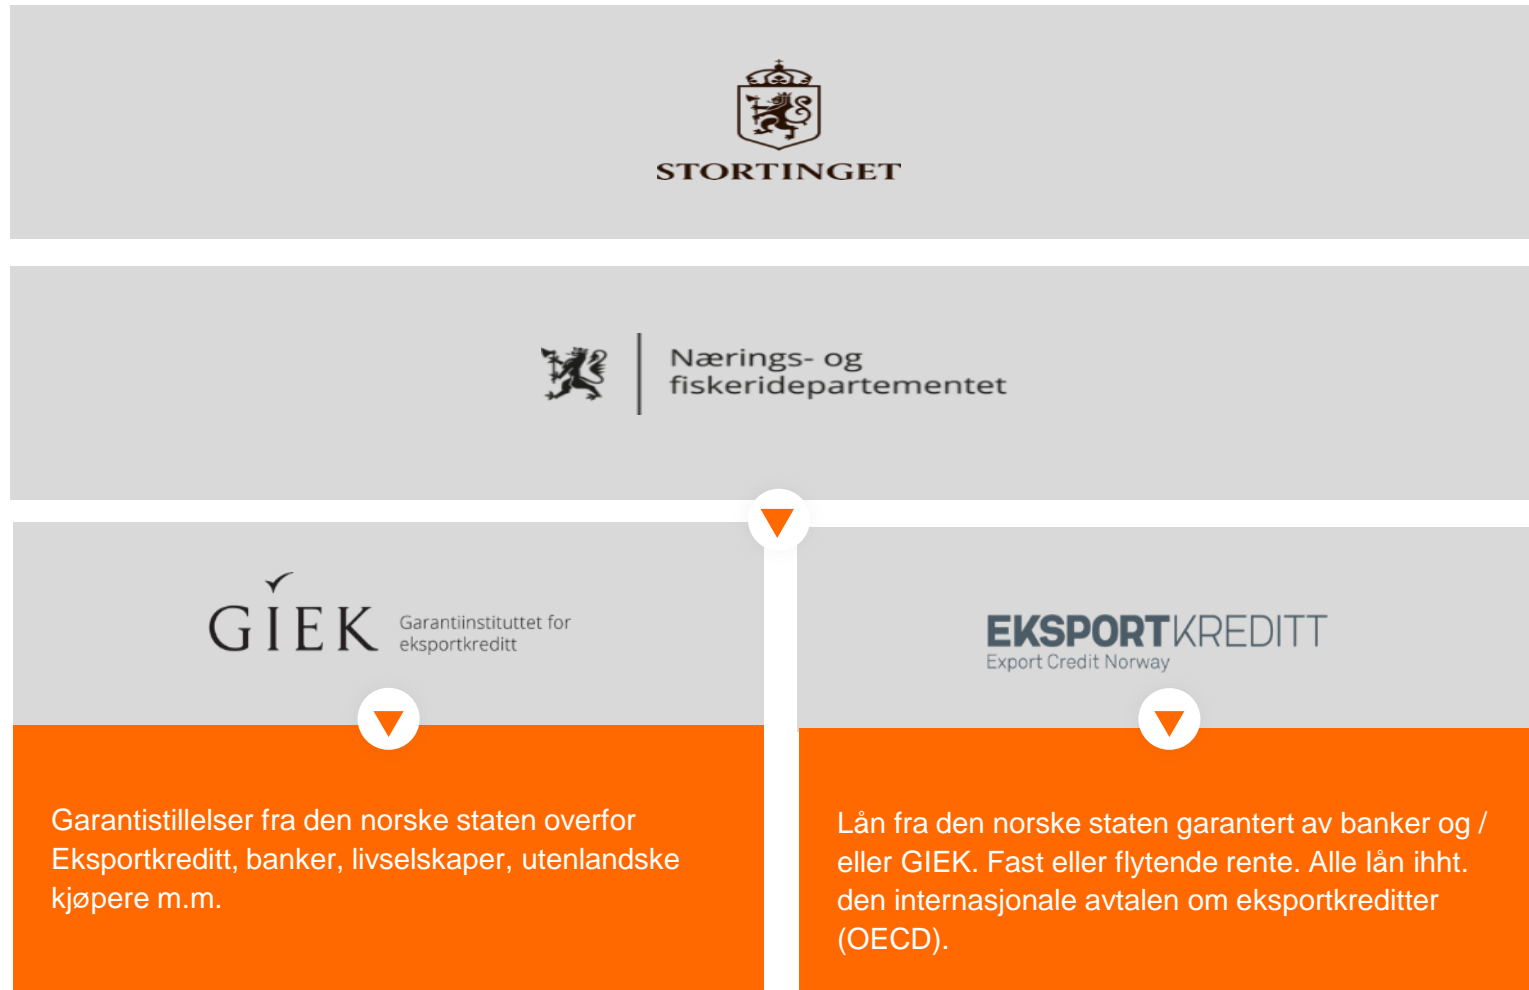 STORTINGET
Nærings- og
fiskeridepartementet
GIEK
Garantiinstituttet for
eksportkreditt
EKSPORTKREDITT
Export Credit Norway
Garantistillelser fra den norske staten overfor
Eksportkreditt, banker, livselskaper, utenlandske
kjøpere m.m.
Lån fra den norske staten garantert av banker og /
eller GIEK. Fast eller flytende rente. Alle lån ihht.
den internasjonale avtalen om eksportkreditter
(OECD).